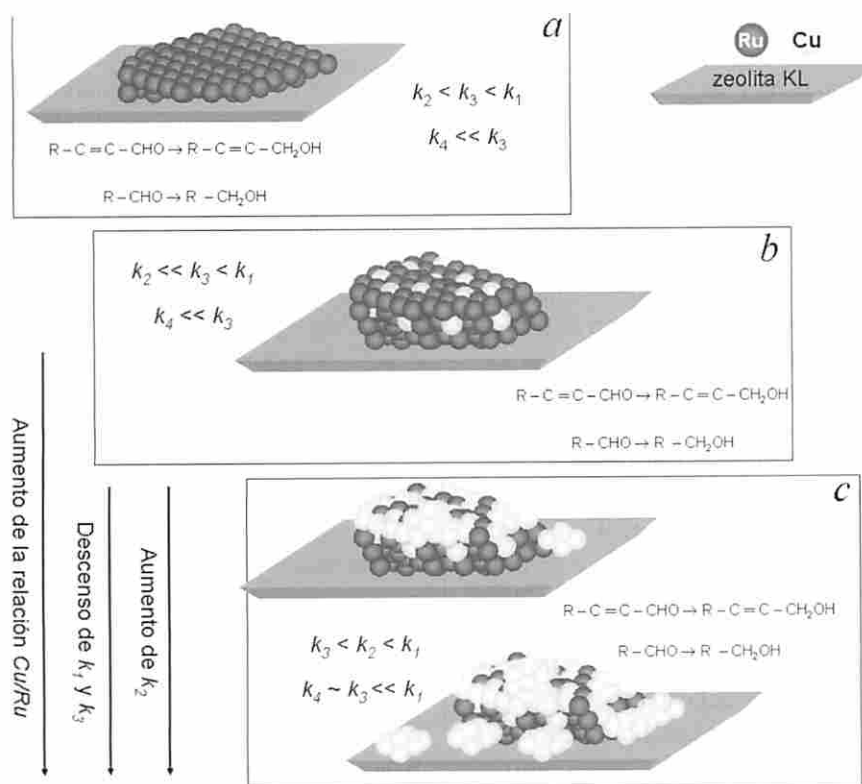 a
Ru Cu
zeolita KL
k₂ < k₃ < k₁
k₄ << k₃
R–C=C–CHO → R–C=C–CH₂OH
R–CHO → R –CH₂OH
b
k₂ << k₃ < k₁
k₄ << k₃
R–C=C–CHO → R–C=C–CH₂OH
R–CHO → R –CH₂OH
c
R–C=C–CHO → R–C=C–CH₂OH
R–CHO → R –CH₂OH
k₃ < k₂ < k₁
k₄ ~ k₃ << k₁
Aumento de la relación Cu/Ru
Descenso de k₁ y k₃
Aumento de k₂